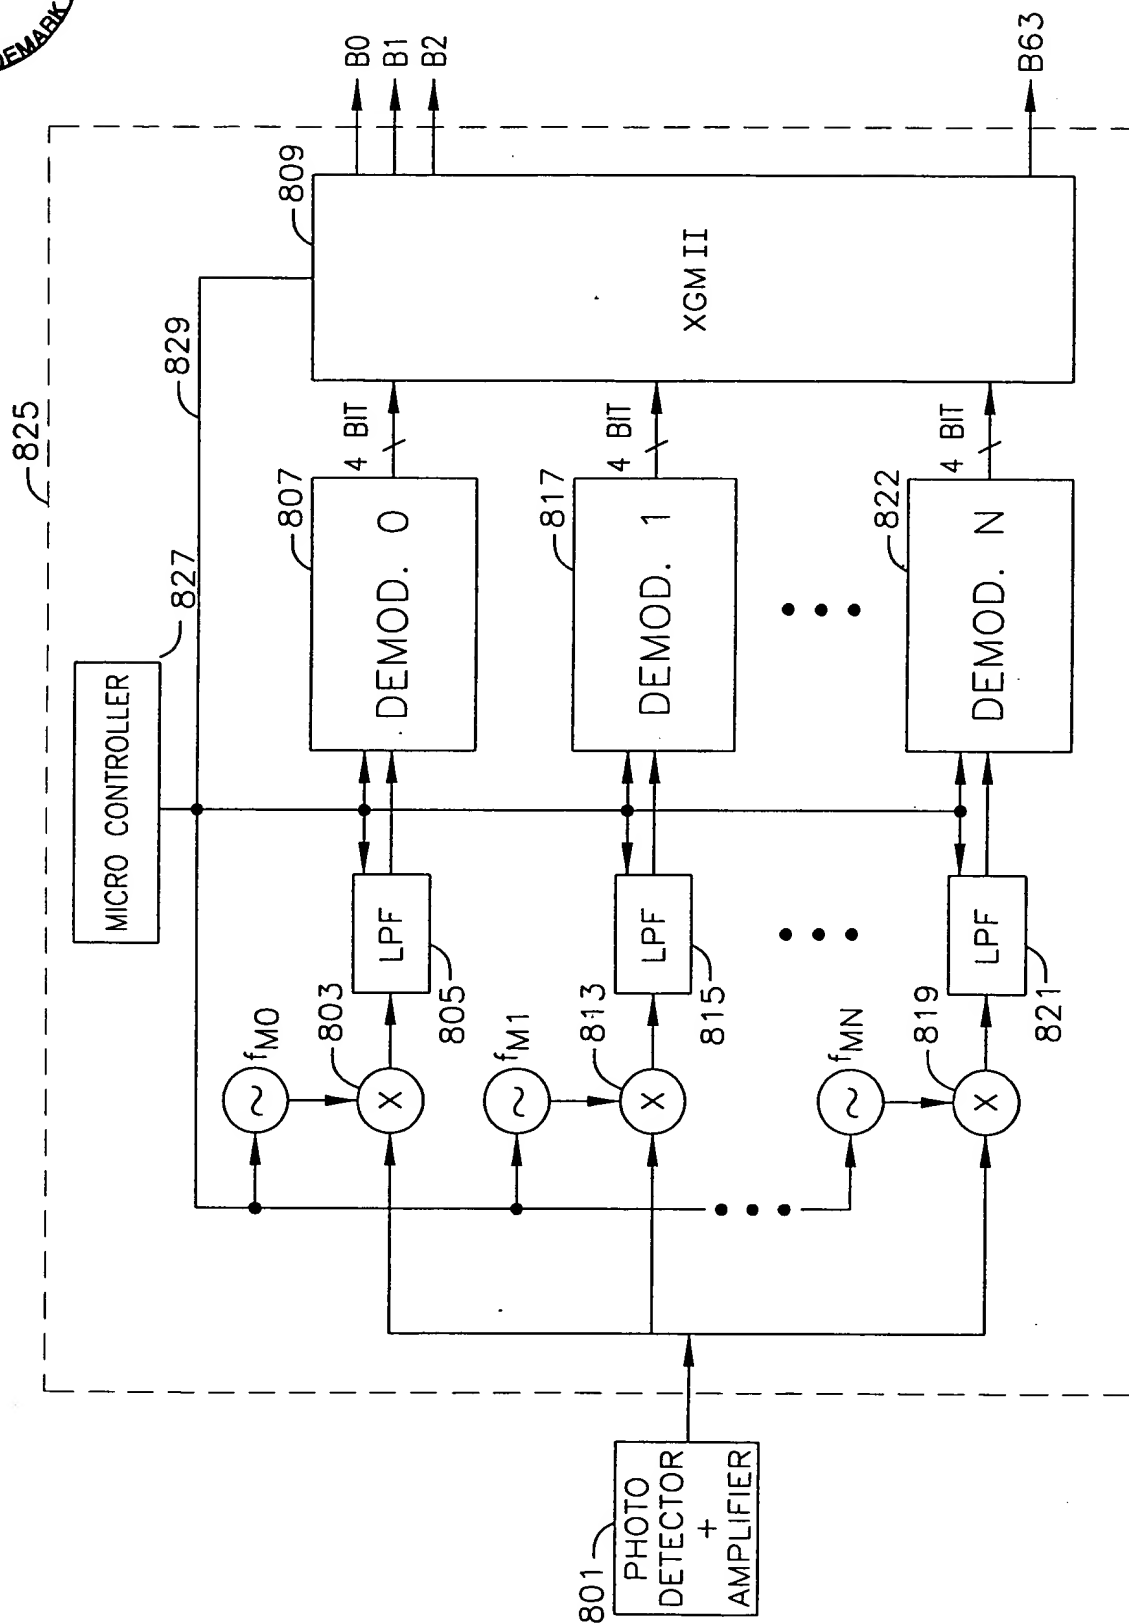 DEMARK
825
MICRO CONTROLLER
827
829
809
B0
B1
B2
B63
XGM II
fM0
803
LPF
805
807
DEMOD. 0
4 BIT
fM1
813
LPF
815
817
DEMOD. 1
4 BIT
fMN
819
LPF
821
822
DEMOD. N
4 BIT
X
X
X
801
PHOTO
DETECTOR
+
AMPLIFIER